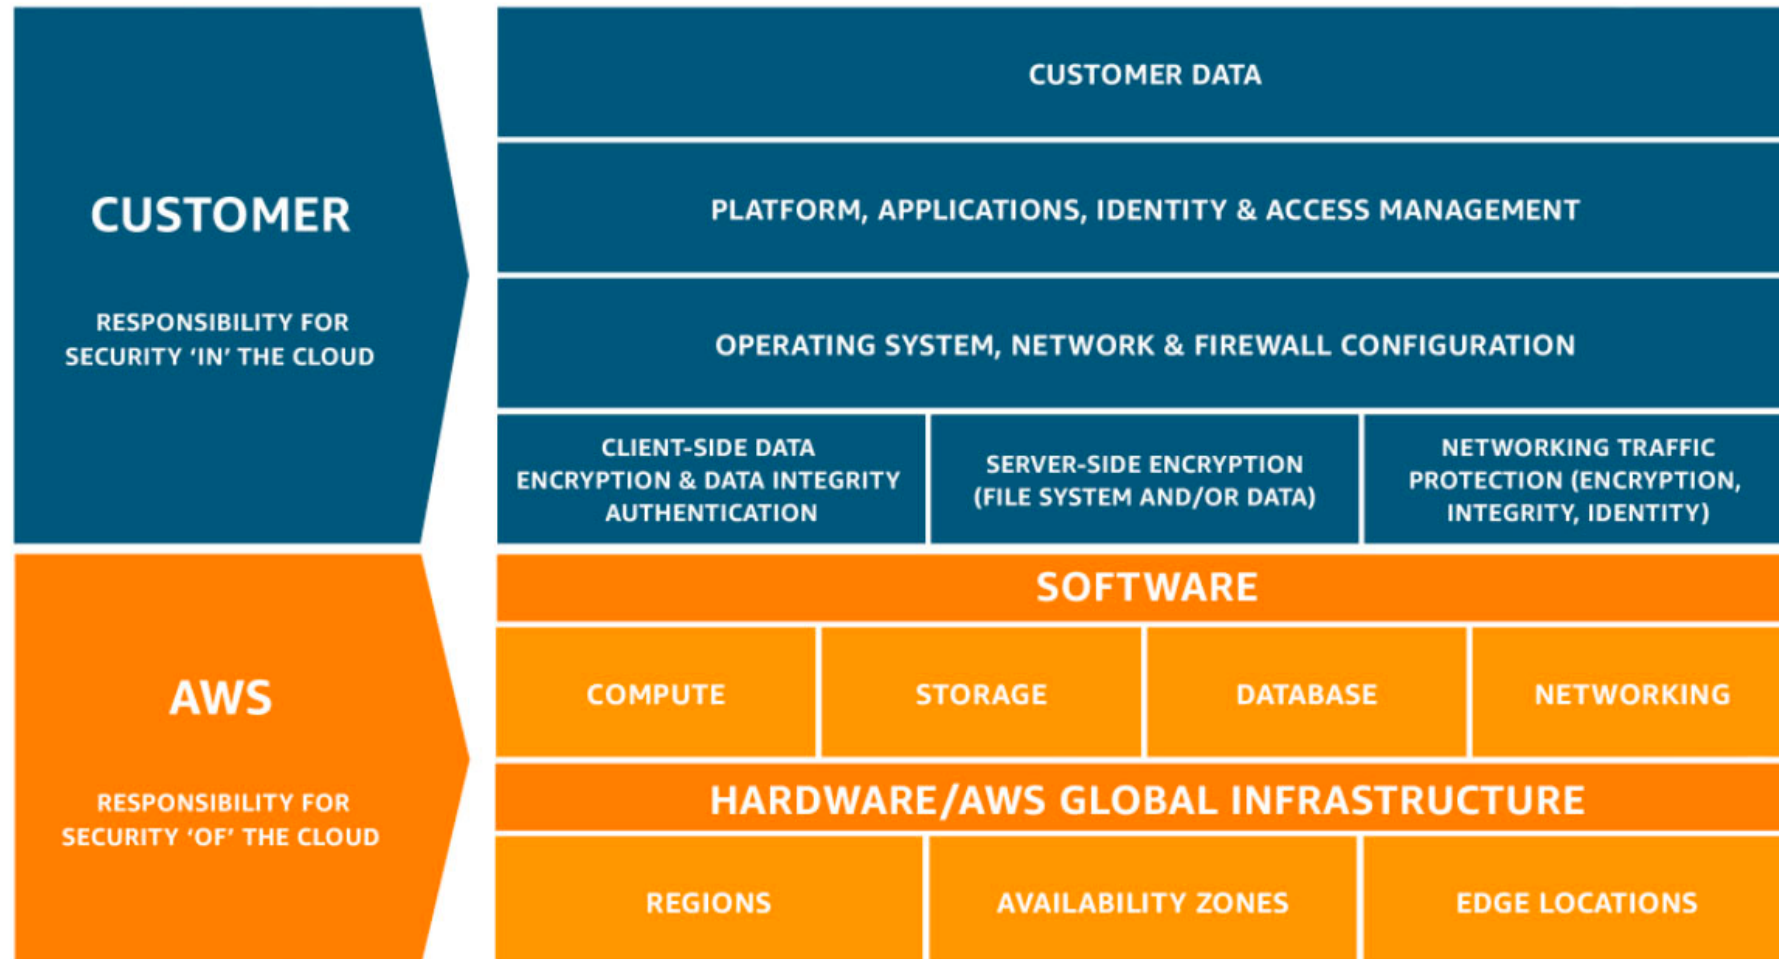 CUSTOMER
RESPONSIBILITY FOR
SECURITY ‘IN’ THE CLOUD
CUSTOMER DATA
PLATFORM, APPLICATIONS, IDENTITY & ACCESS MANAGEMENT
OPERATING SYSTEM, NETWORK & FIREWALL CONFIGURATION
CLIENT-SIDE DATA
ENCRYPTION & DATA INTEGRITY
AUTHENTICATION
SERVER-SIDE ENCRYPTION
(FILE SYSTEM AND/OR DATA)
NETWORKING TRAFFIC
PROTECTION (ENCRYPTION,
INTEGRITY, IDENTITY)
AWS
RESPONSIBILITY FOR
SECURITY ‘OF’ THE CLOUD
SOFTWARE
COMPUTE
STORAGE
DATABASE
NETWORKING
HARDWARE/AWS GLOBAL INFRASTRUCTURE
REGIONS
AVAILABILITY ZONES
EDGE LOCATIONS